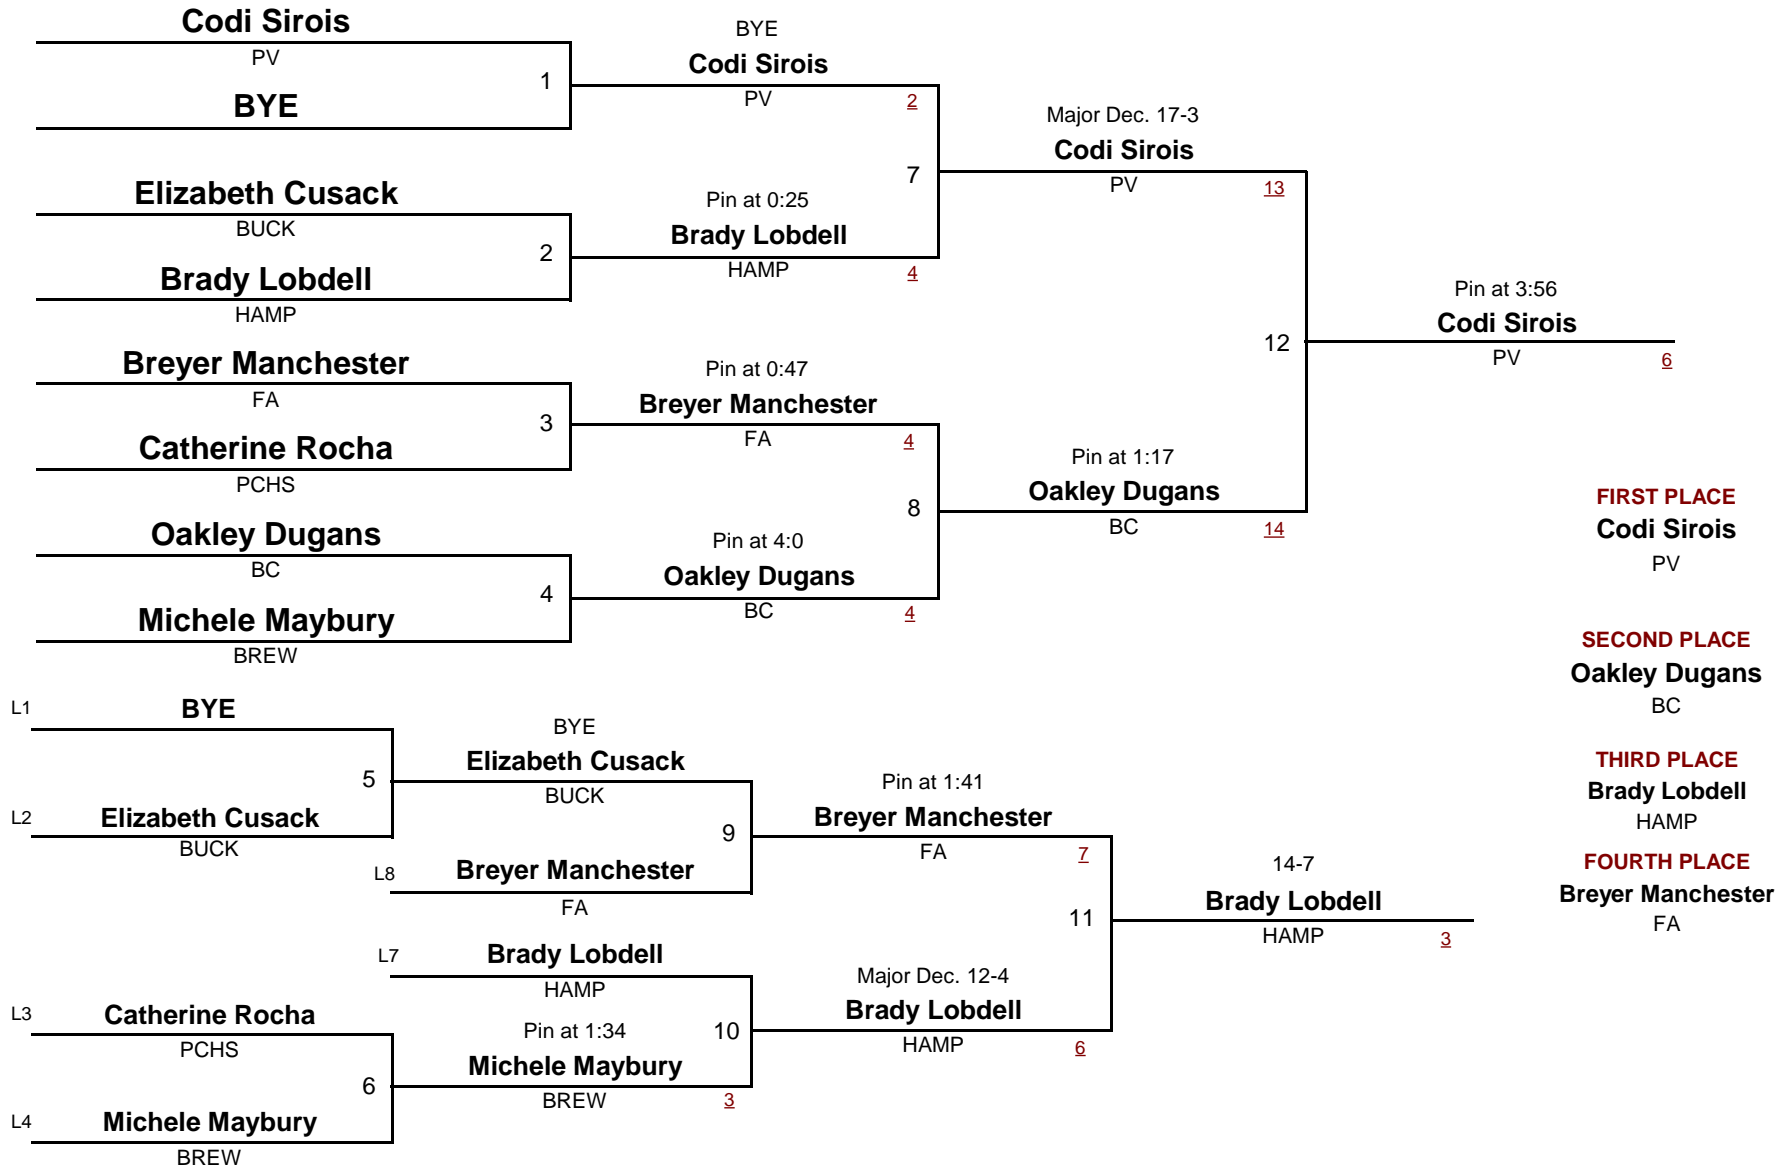 Codi Sirois
PV
1
BYE
BYE
Codi Sirois
PV
2
Elizabeth Cusack
BUCK
2
Brady Lobdell
HAMP
Pin at 0:25
Brady Lobdell
HAMP
4
7
Major Dec. 17-3
Codi Sirois
PV
13
Breyer Manchester
FA
3
Catherine Rocha
PCHS
Pin at 0:47
Breyer Manchester
FA
4
Oakley Dugans
BC
4
Michele Maybury
BREW
Pin at 4:0
Oakley Dugans
BC
4
8
Pin at 1:17
Oakley Dugans
BC
14
12
Pin at 3:56
Codi Sirois
PV
6
FIRST PLACE
Codi Sirois
PV
SECOND PLACE
Oakley Dugans
BC
THIRD PLACE
Brady Lobdell
HAMP
FOURTH PLACE
Breyer Manchester
FA
L1
BYE
5
L2
Elizabeth Cusack
BUCK
BYE
Elizabeth Cusack
BUCK
9
L8
Breyer Manchester
FA
Pin at 1:41
Breyer Manchester
FA
7
L7
Brady Lobdell
HAMP
10
L3
Catherine Rocha
PCHS
6
L4
Michele Maybury
BREW
Pin at 1:34
Michele Maybury
BREW
3
Major Dec. 12-4
Brady Lobdell
HAMP
6
11
14-7
Brady Lobdell
HAMP
3